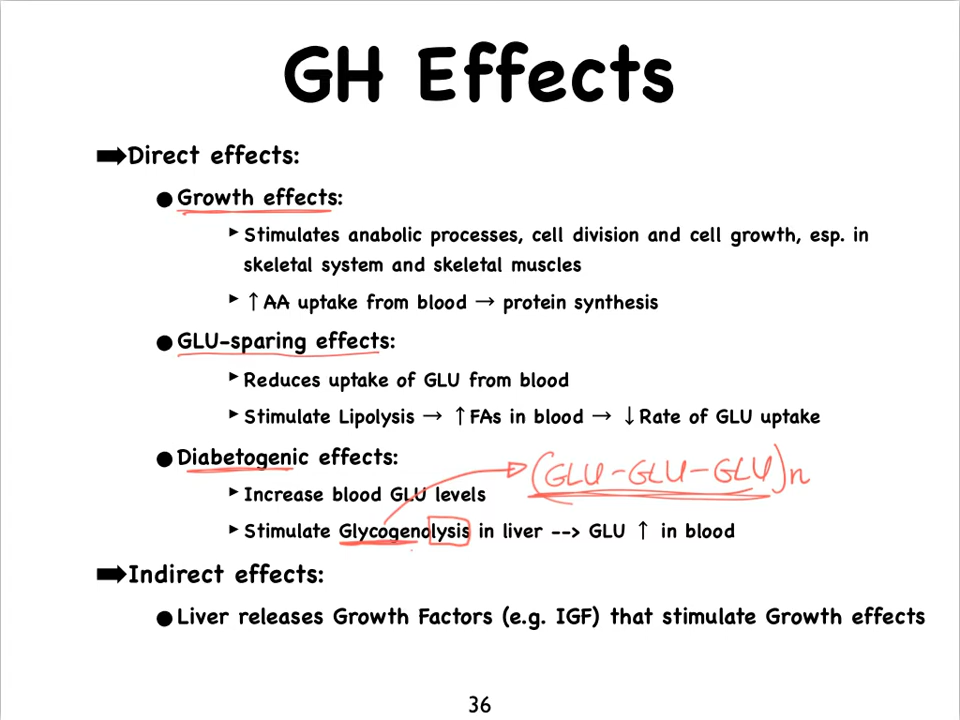 GH Effects
➡Direct effects:
●Growth effects:
▸Stimulates anabolic processes, cell division and cell growth, esp. in
skeletal system and skeletal muscles
▸↑AA uptake from blood → protein synthesis
●GLU-sparing effects:
▸Reduces uptake of GLU from blood
▸Stimulate Lipolysis → ↑FAs in blood → ↓Rate of GLU uptake
●Diabetogenic effects:
(GLU-GLU-GLU)n
▸Increase blood GLU levels
▸Stimulate Glycogenolysis in liver --> GLU ↑ in blood
➡Indirect effects:
●Liver releases Growth Factors (e.g. IGF) that stimulate Growth effects
36